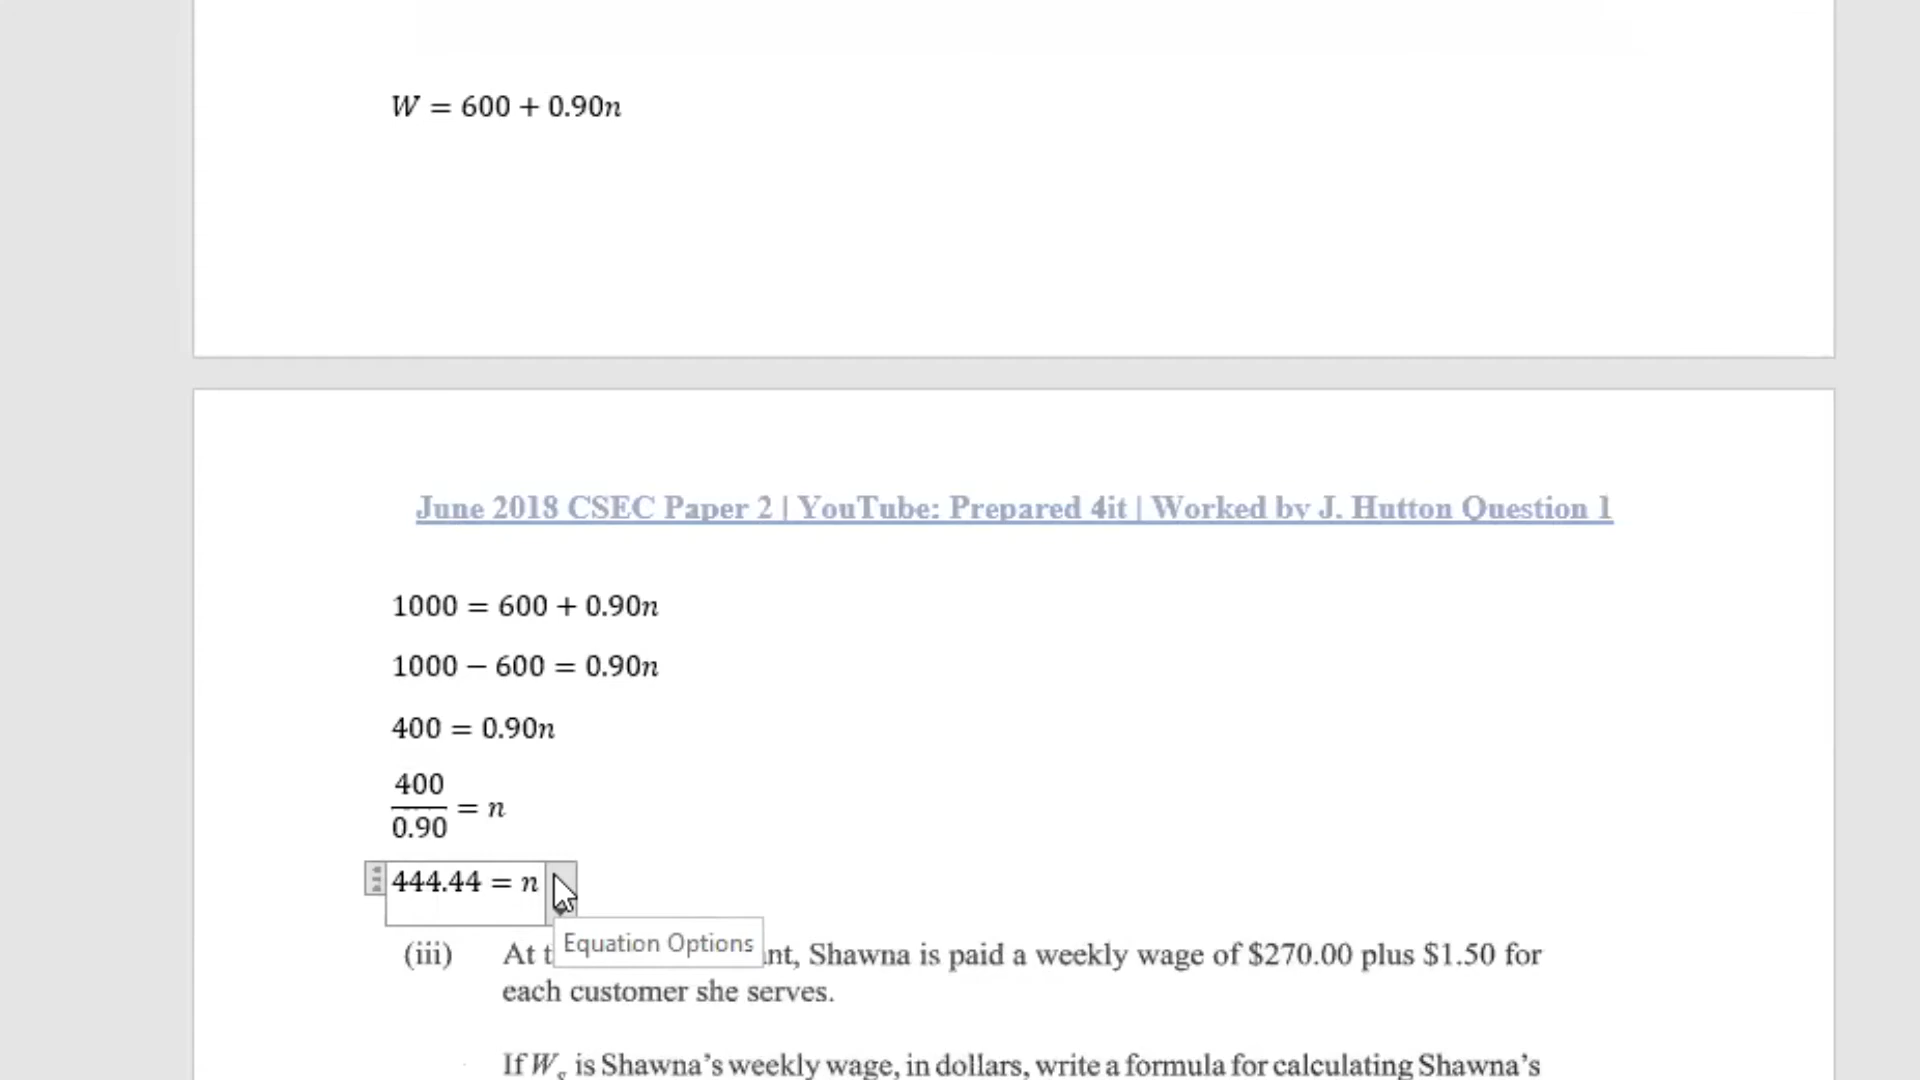 W = 600 + 0.90n
June 2018 CSEC Paper 2 | YouTube: Prepared 4it | Worked by J. Hutton Question 1
1000 = 600 + 0.90n
1000 − 600 = 0.90n
400 = 0.90n
400
0.90 = n
444.44 = n
Equation Options
(iii) At t nt, Shawna is paid a weekly wage of $270.00 plus $1.50 for
each customer she serves.
If Ws is Shawna's weekly wage, in dollars, write a formula for calculating Shawna's